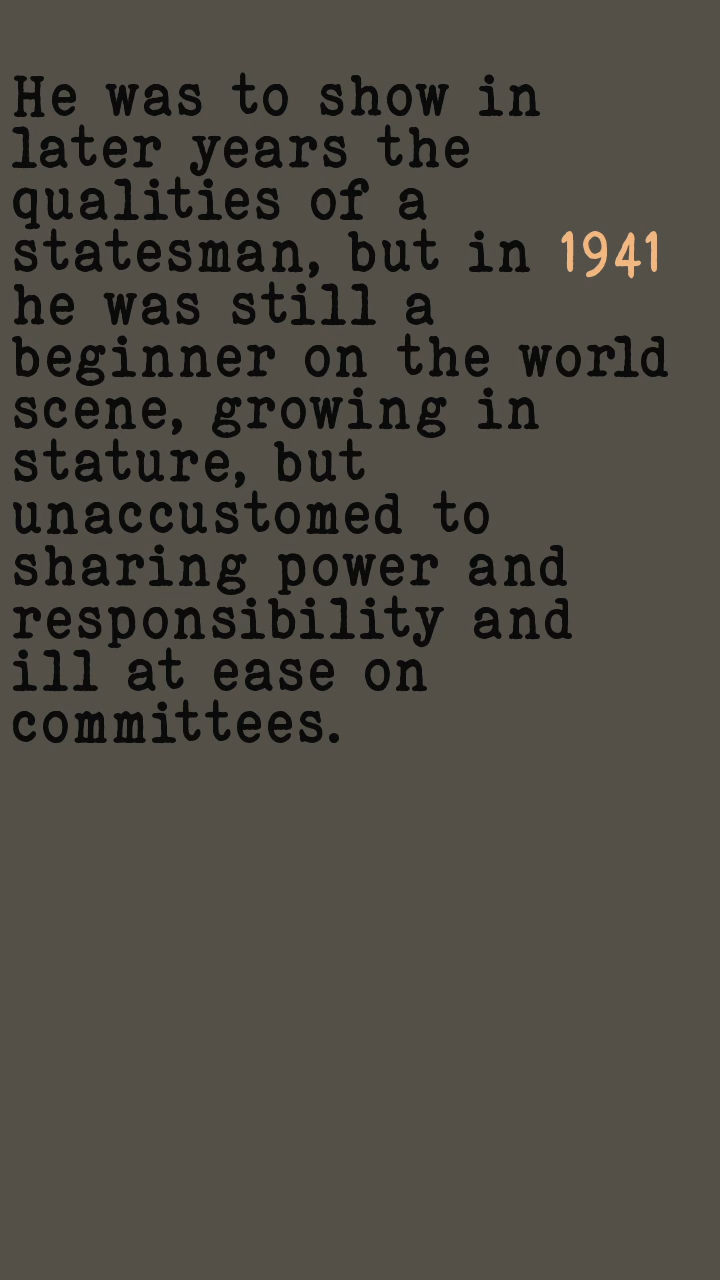 He was to show in
later years the
qualities of a
statesman, but in 1941
he was still a
beginner on the world
scene, growing in
stature, but
unaccustomed to
sharing power and
responsibility and
ill at ease on
committees.